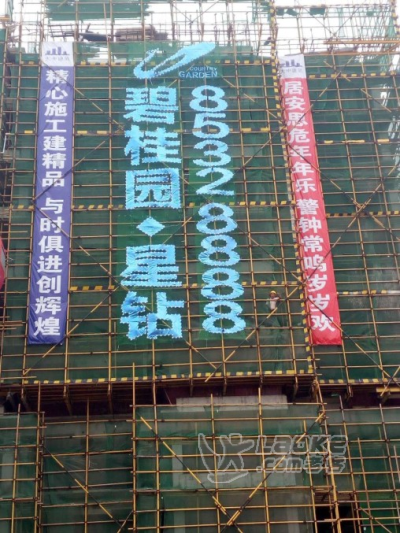 精心施工建精品 与时俱进创辉煌
COUNTRY
GARDEN
碧桂园·星钻
85328888
居安思危年年乐 警钟常鸣岁岁欢